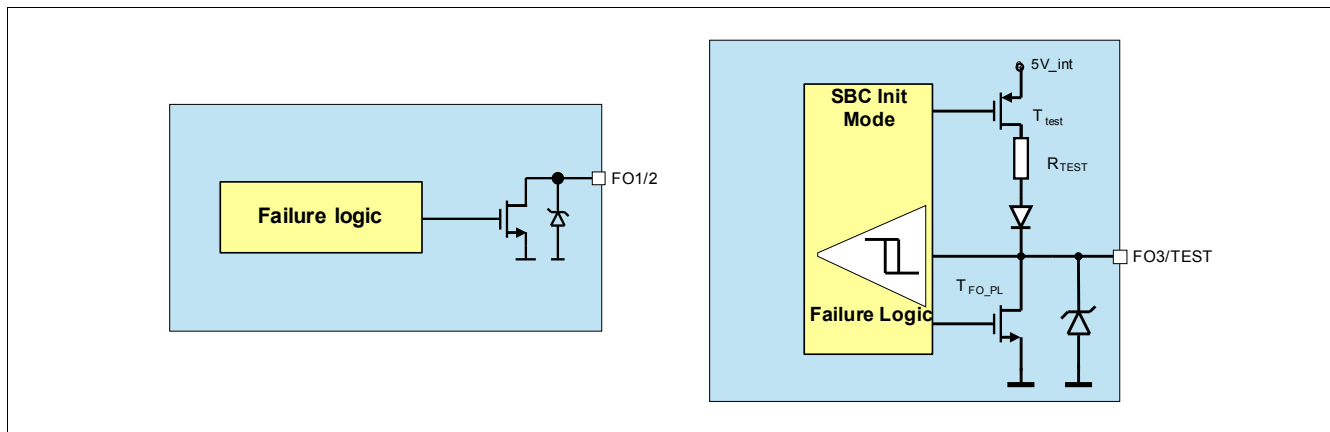 Failure logic
FO1/2
5V_int
SBC Init
Mode
T test
R TEST
FO3/TEST
T FO_PL
Failure Logic